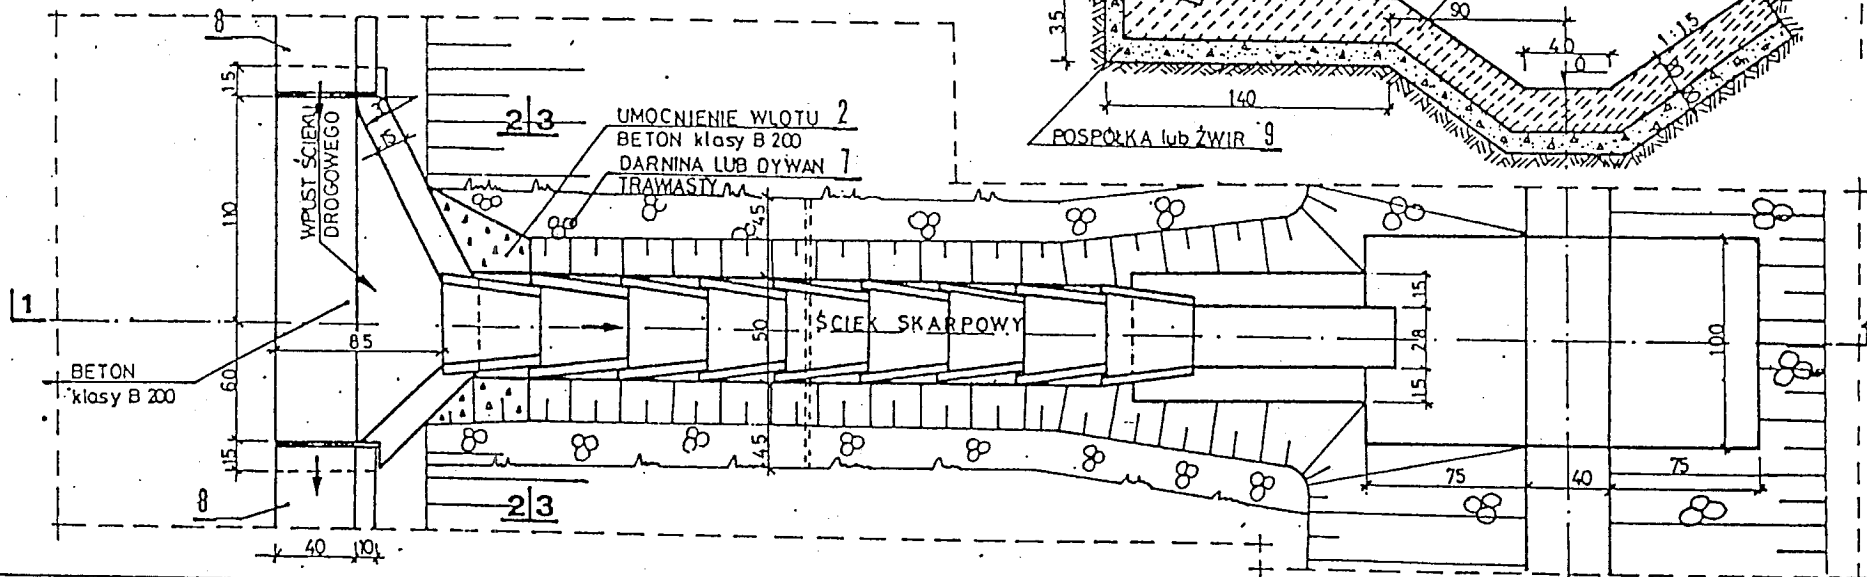 8
15
110
60
15
WPUST ŚCIEKU
DROGOWEGO
15
2|3
UMOCNIENIE WLOTU 2
BETON klasy B 200
DARNINA LUB DYWAN 7
TRAWIASTY
35
90
40
1:1,5
140
POSPÓŁKA lub ŻWIR 9
1
85
BETON
klasy B 200
45
50
45
ŚCIEK SKARPOWY
15
28
15
100
75
40
75
8
2|3
40
10